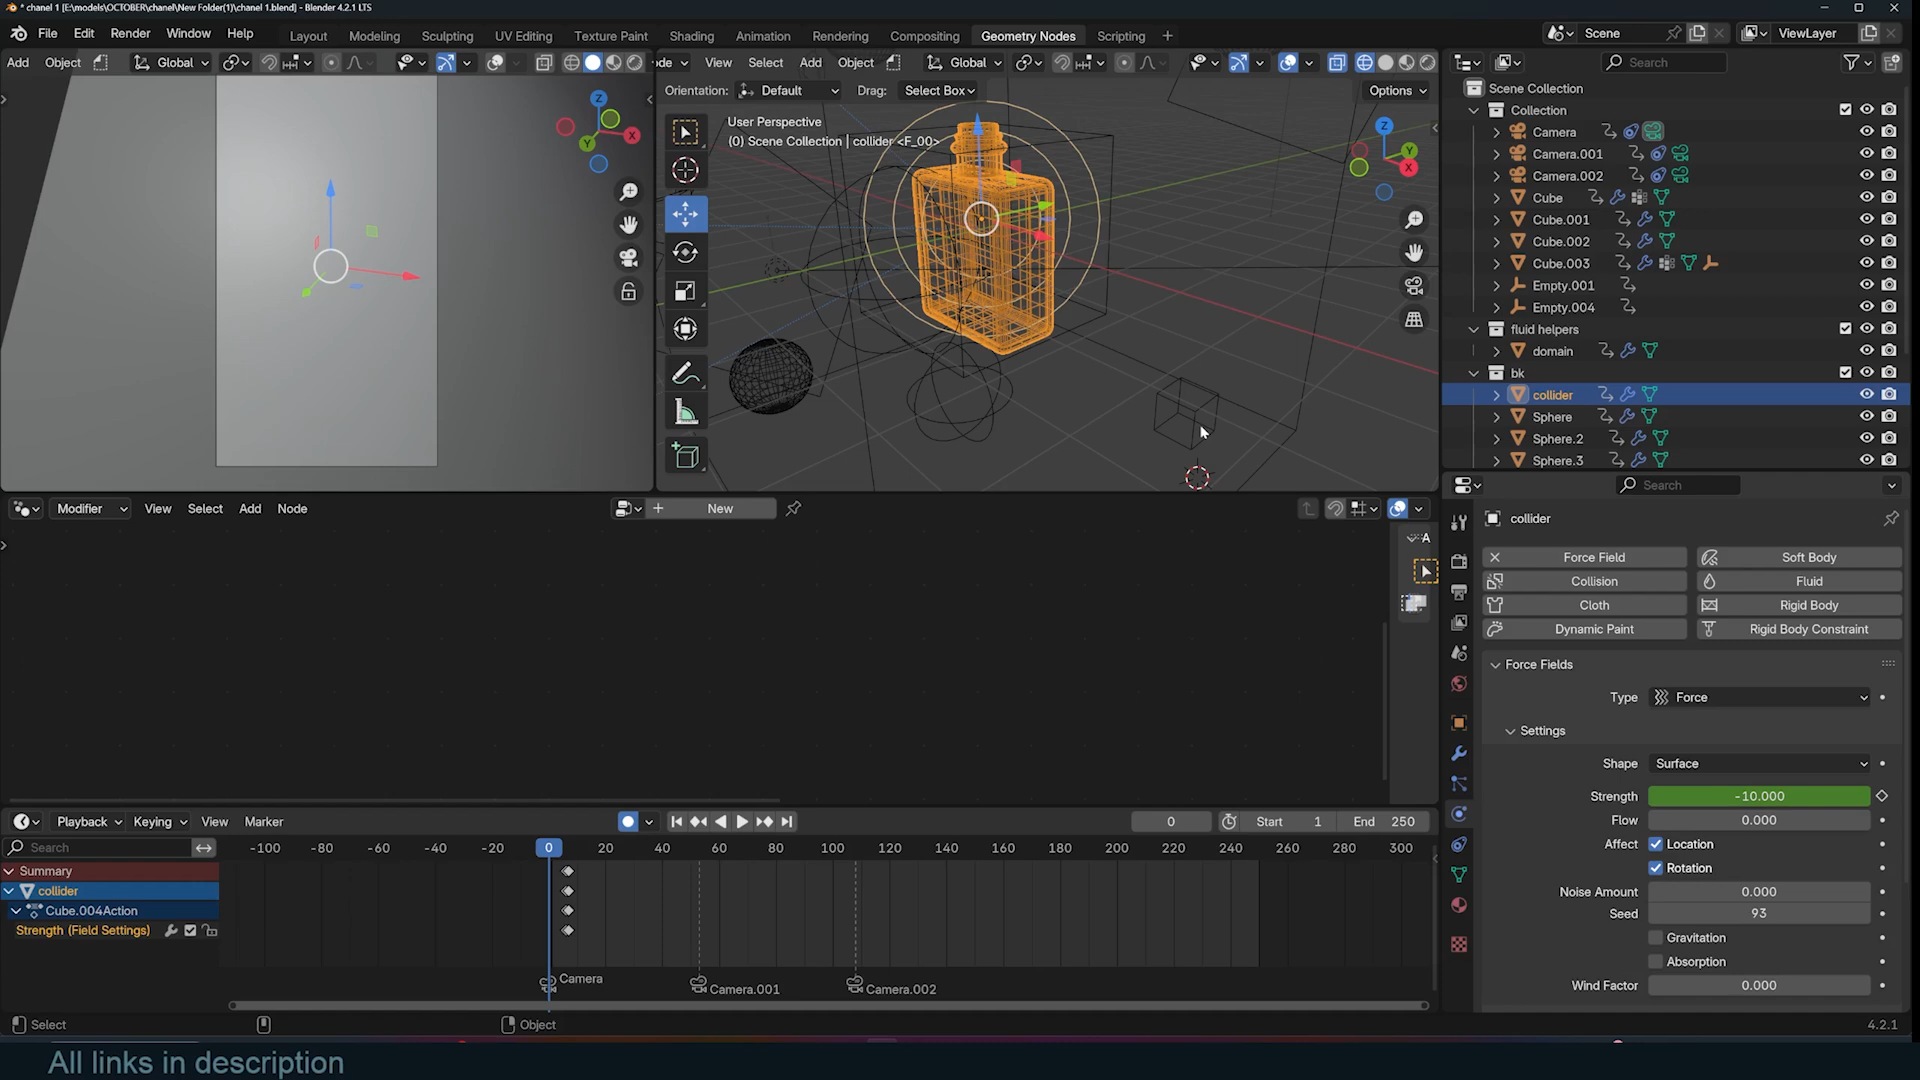 * chanel 1 [E:\models\OCTOBER\chanel\New Folder(1)\chanel 1.blend] - Blender 4.2.1 LTS
File Edit Render Window Help
Layout Modeling Sculpting UV Editing Texture Paint Shading Animation Rendering Compositing Geometry Nodes Scripting +
Scene ViewLayer
Add Object Global
de View Select Add Object Global
Search
Orientation: Default Drag: Select Box Options
User Perspective
(0) Scene Collection | collider <F_00>
Z
X
Y
Z
Y
X
Scene Collection
Collection
Camera
Camera.001
Camera.002
Cube
Cube.001
Cube.002
Cube.003
Empty.001
Empty.004
fluid helpers
domain
bk
collider
Sphere
Sphere.2
Sphere.3
Search
Modifier View Select Add Node
+ New
A
collider
Force Field
Soft Body
Collision
Fluid
Cloth
Rigid Body
Dynamic Paint
Rigid Body Constraint
Force Fields
Type Force
Settings
Shape Surface
Strength -10.000
Flow 0.000
Affect Location
Rotation
Noise Amount 0.000
Seed 93
Gravitation
Absorption
Wind Factor 0.000
Playback Keying View Marker
0 Start 1 End 250
Search
-100 -80 -60 -40 -20 0 20 40 60 80 100 120 140 160 180 200 220 240 260 280 300
Summary
collider
Cube.004Action
Strength (Field Settings)
Camera
Camera.001
Camera.002
Select
Object
4.2.1
All links in description